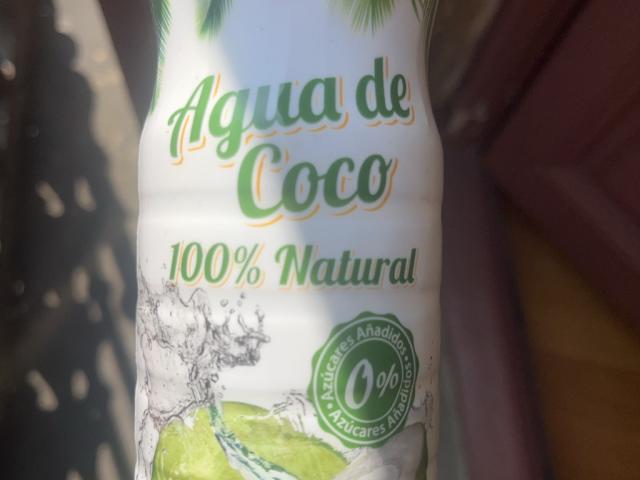 Agua de
Coco
100% Natural
Azúcares Añadidos
0%
Azúcares Añadidos